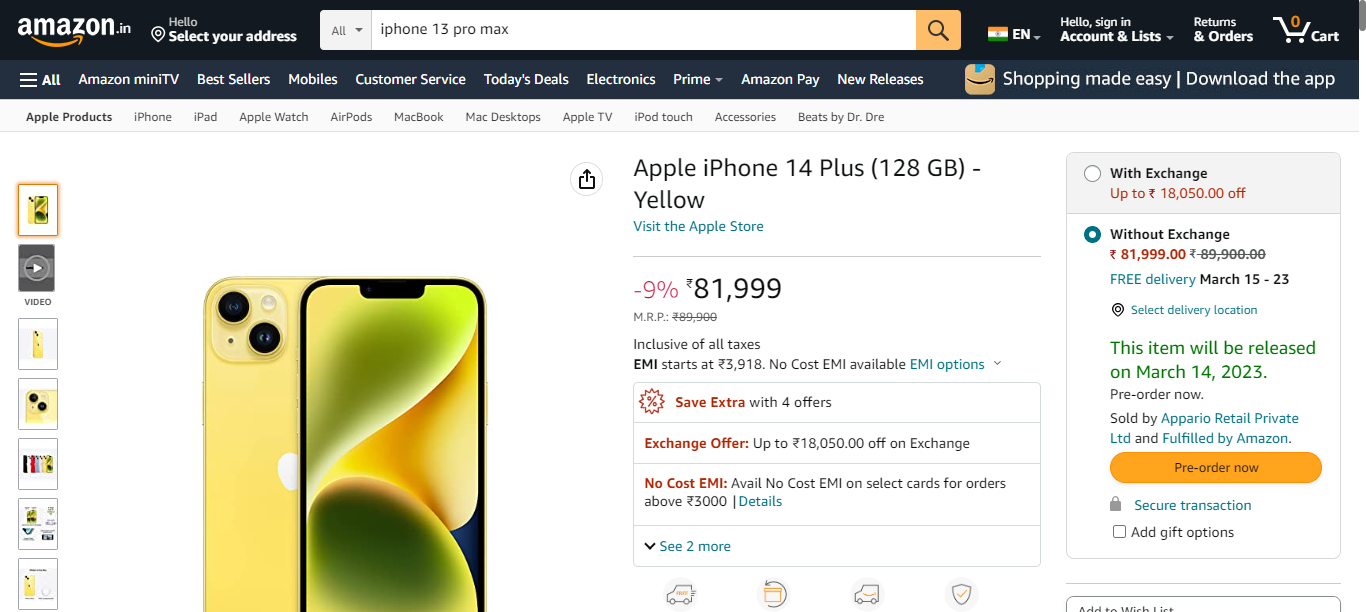 amazon.in
Hello
Select your address
All
iphone 13 pro max
EN
Hello, sign in
Account & Lists
Returns
& Orders
0
Cart
All
Amazon miniTV
Best Sellers
Mobiles
Customer Service
Today's Deals
Electronics
Prime
Amazon Pay
New Releases
Shopping made easy | Download the app
Apple Products
iPhone
iPad
Apple Watch
AirPods
MacBook
Mac Desktops
Apple TV
iPod touch
Accessories
Beats by Dr. Dre
VIDEO
Apple iPhone 14 Plus (128 GB) -
Yellow
Visit the Apple Store
-9% ₹81,999
M.R.P.: ₹89,900
Inclusive of all taxes
EMI starts at ₹3,918. No Cost EMI available EMI options
Save Extra with 4 offers
Exchange Offer: Up to ₹18,050.00 off on Exchange
No Cost EMI: Avail No Cost EMI on select cards for orders
above ₹3000 | Details
See 2 more
FREE
With Exchange
Up to ₹ 18,050.00 off
Without Exchange
₹ 81,999.00 ₹ 89,900.00
FREE delivery March 15 - 23
Select delivery location
This item will be released
on March 14, 2023.
Pre-order now.
Sold by Appario Retail Private
Ltd and Fulfilled by Amazon.
Pre-order now
Secure transaction
Add gift options
Add to Wish List